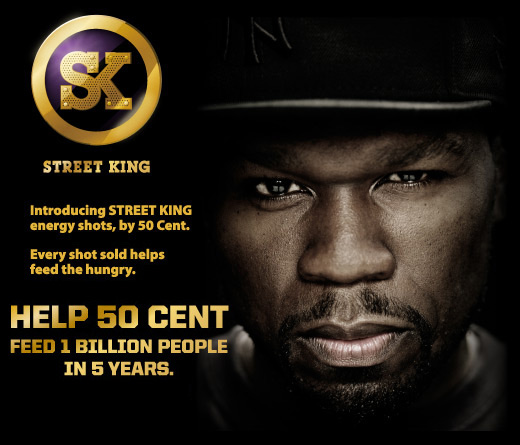 SK
STREET KING
Introducing STREET KING
energy shots, by 50 Cent.
Every shot sold helps
feed the hungry.
HELP 50 CENT
FEED 1 BILLION PEOPLE
IN 5 YEARS.